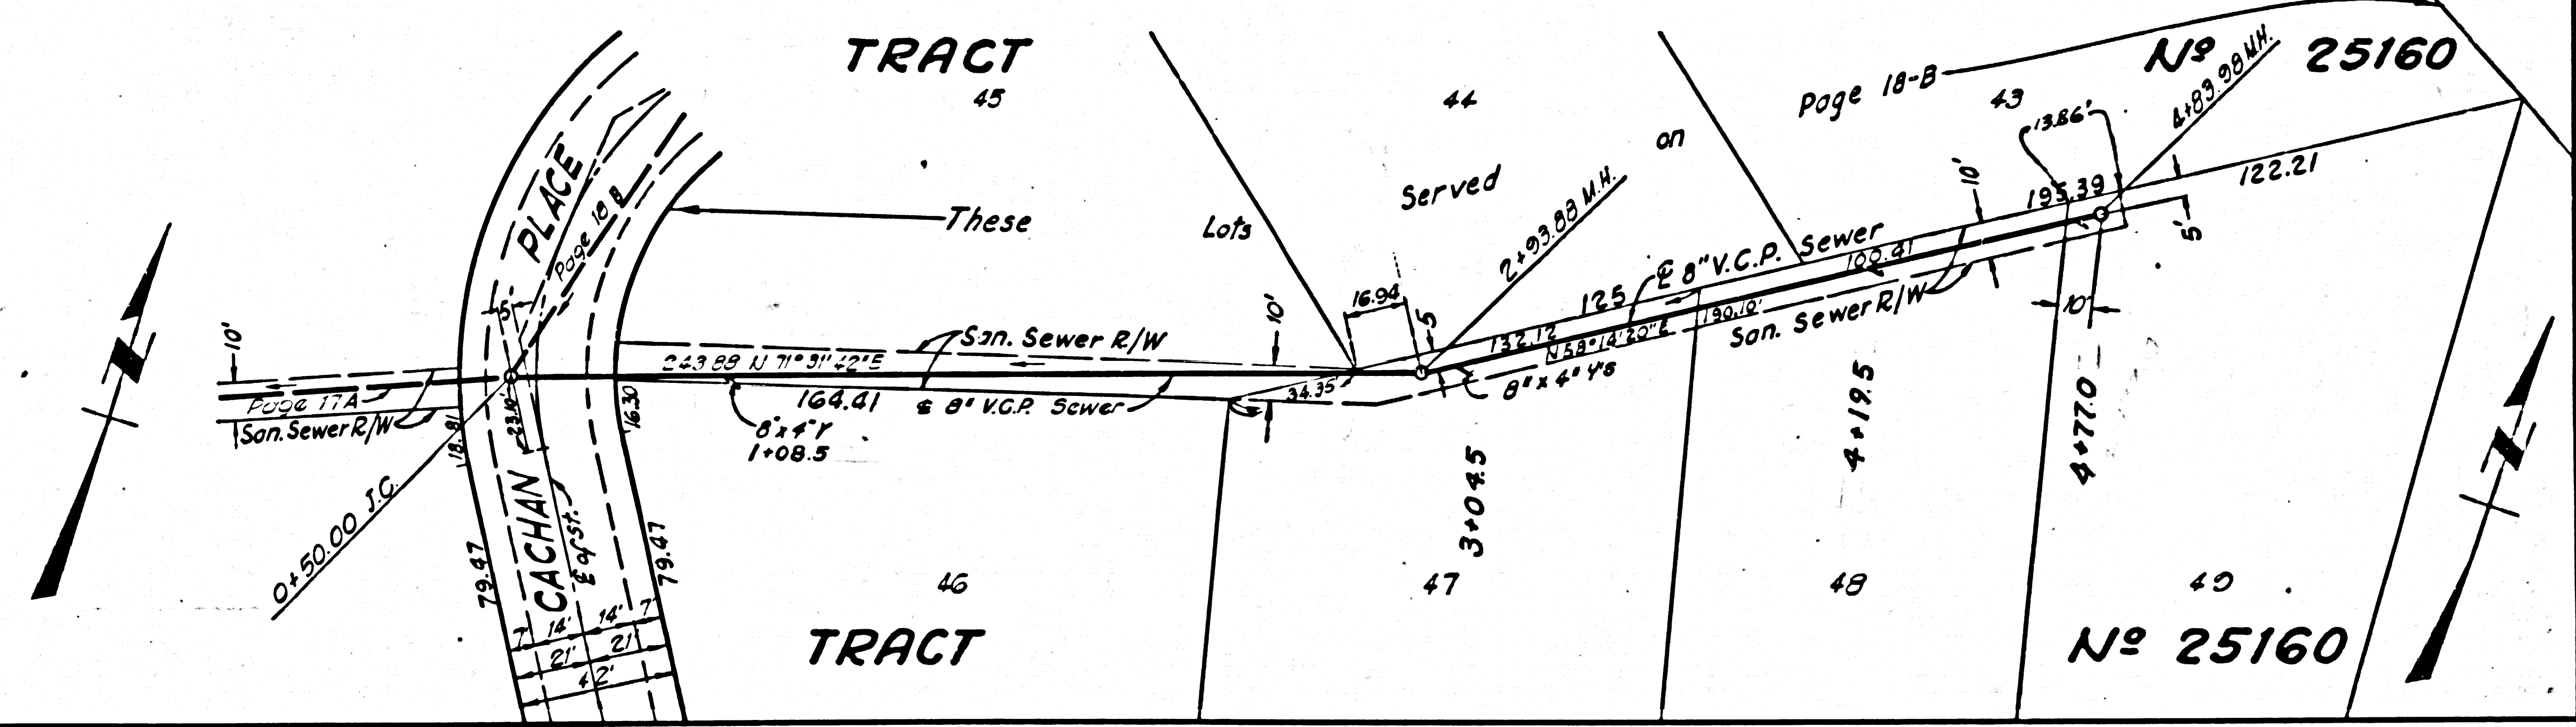 TRACT
Nº 25160
45
44
43
Page 18-B
4+83.98 M.H.
13.86'
on
Served
10'
195.39
122.21
5'
PLACE
Page 18 B
These
Lots
2+93.88 M.H.
℄ 8" V.C.P. Sewer
100.41
125
190.10'
San. Sewer R/W
10'
16.94
5
132.12
N 58° 14' 20" E
8" x 4" Y's
5'
10'
San. Sewer R/W
10'
243.88 N 71° 31' 42" E
34.35'
Page 17A
San. Sewer R/W
18.81
23.10'
16.30
164.41
℄ 8" V.C.P. Sewer
8" x 4" Y
1+08.5
3+04.5
4+19.5
4+77.0
0+50.00 J.C.
CACHAN
℄ of St.
79.47
79.47
46
47
48
49
7'
14'
14'
7'
21'
21'
42'
TRACT
Nº 25160